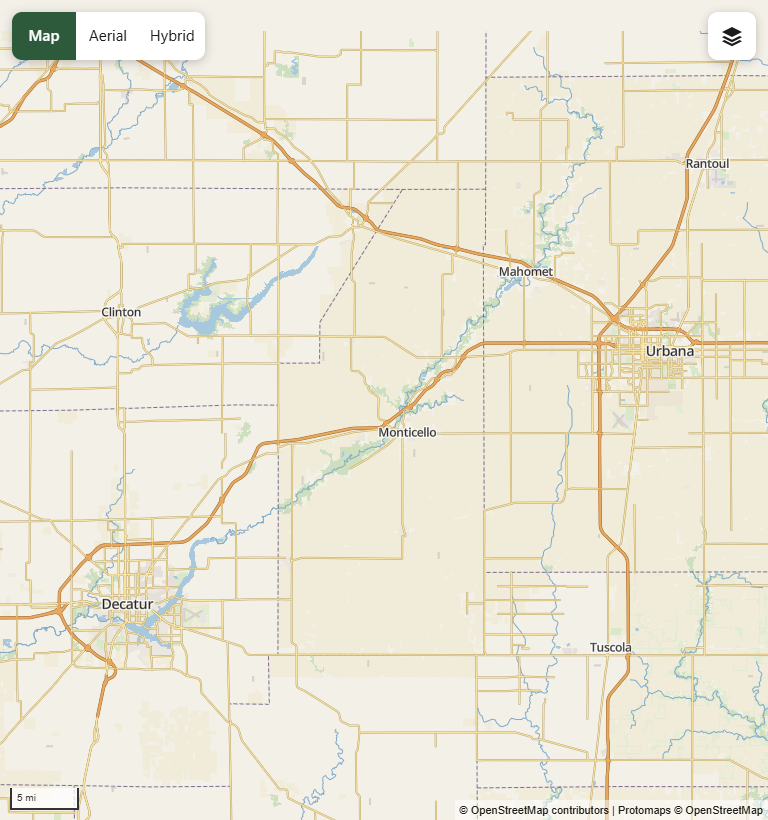 Map Aerial Hybrid
Rantoul
Mahomet
Clinton
Urbana
Monticello
Decatur
Tuscola
5 mi
© OpenStreetMap contributors | Protomaps © OpenStreetMap